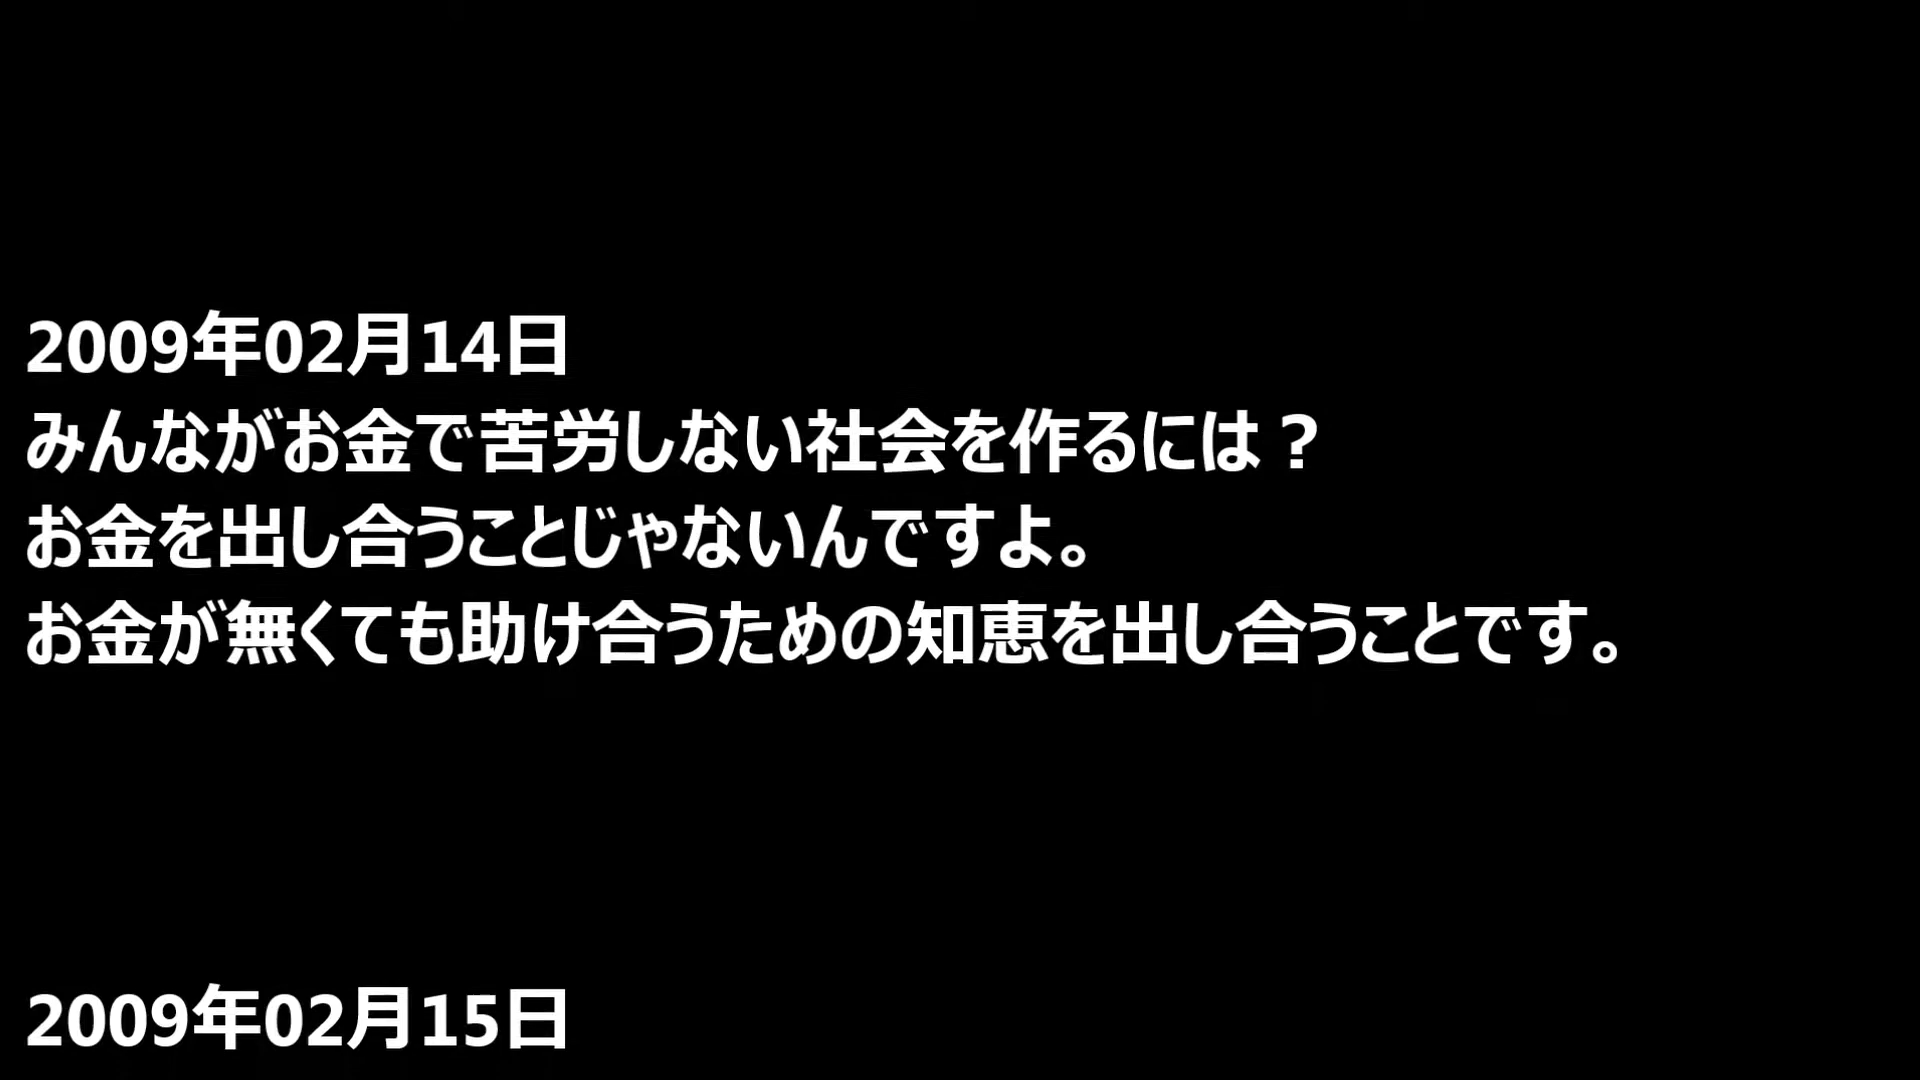 2009年02月14日
みんながお金で苦労しない社会を作るには？
お金を出し合うことじゃないんですよ。
お金が無くても助け合うための知恵を出し合うことです。
2009年02月15日